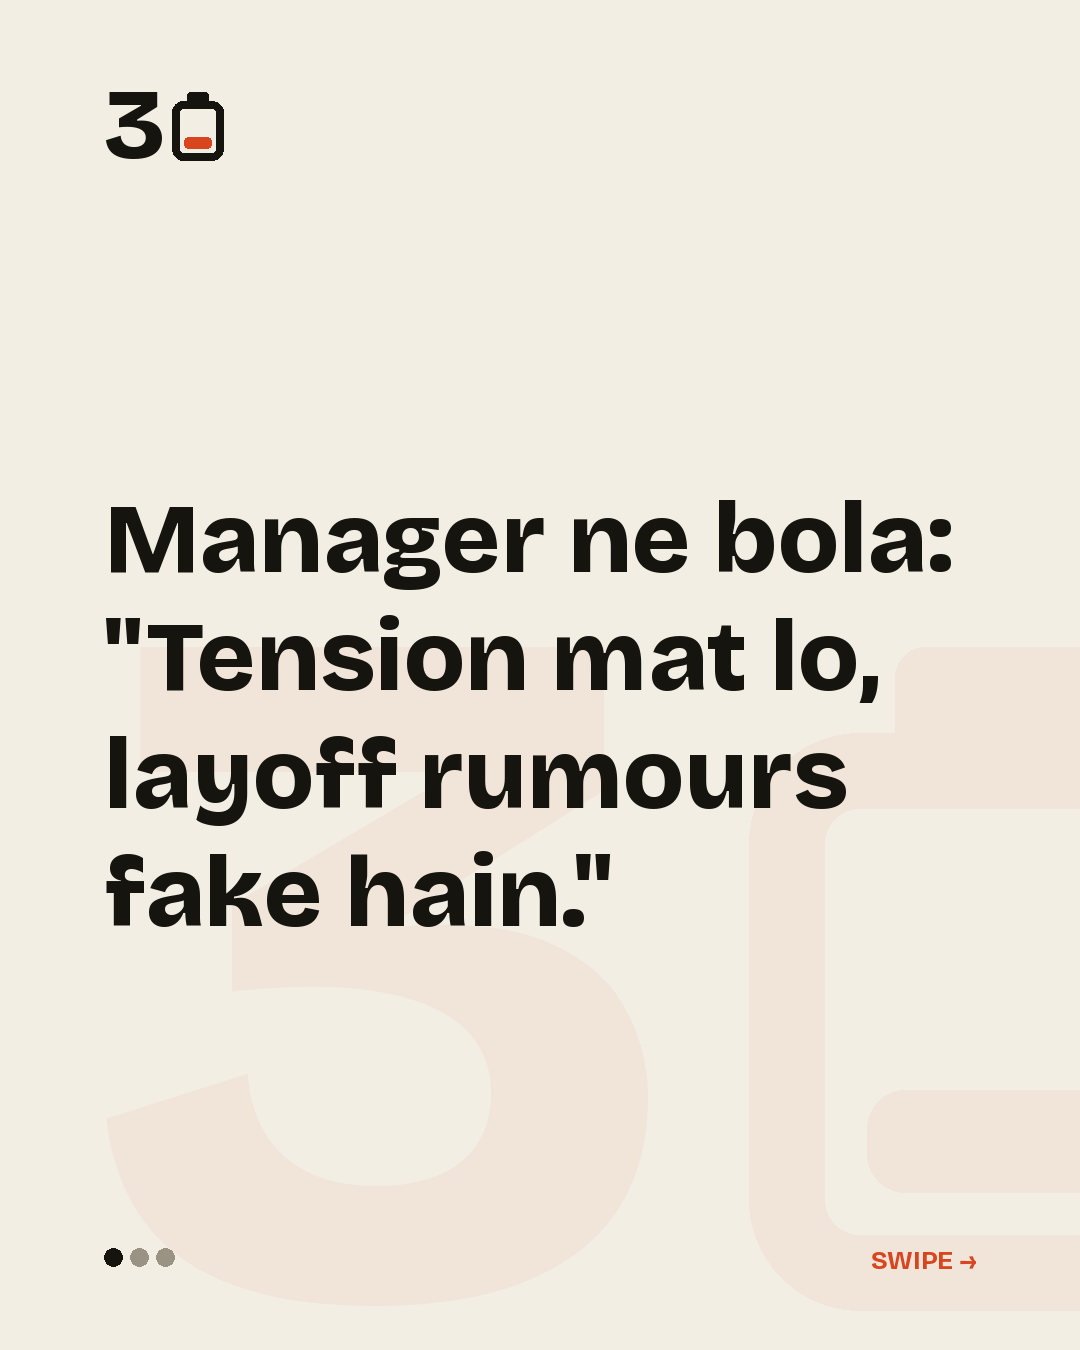 3
Manager ne bola:
"Tension mat lo,
layoff rumours
fake hain."
SWIPE →